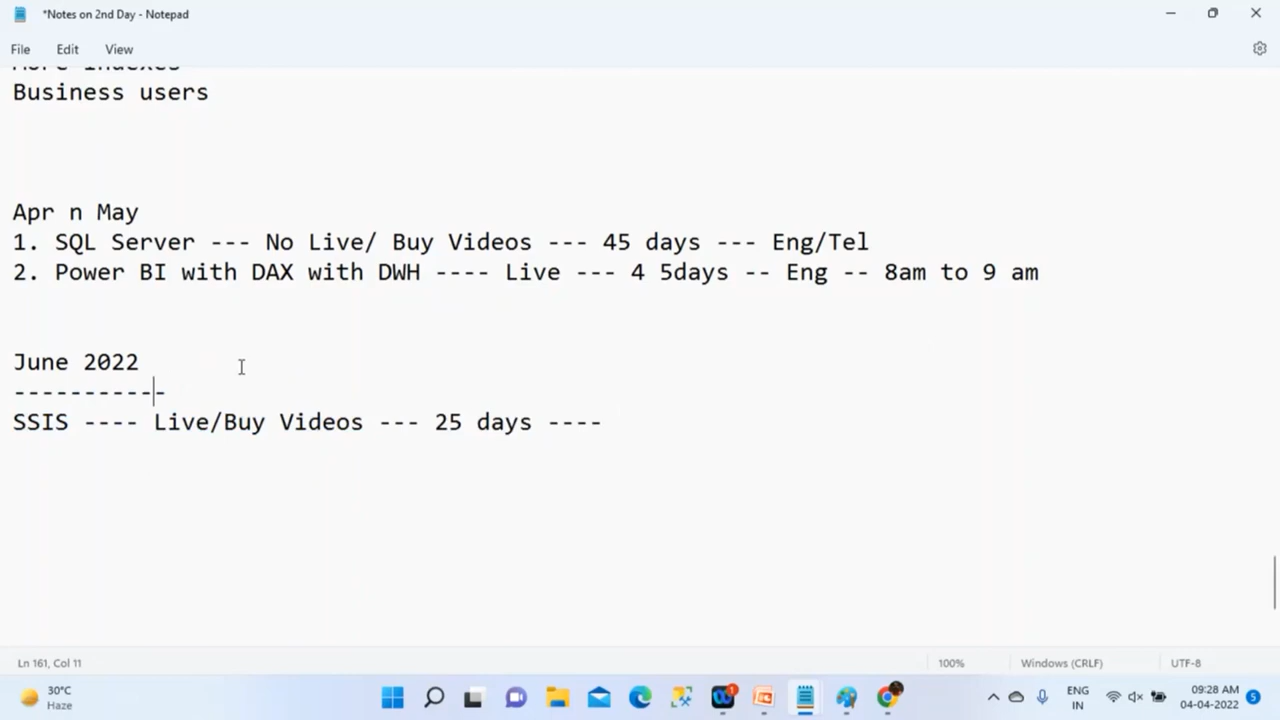 *Notes on 2nd Day - Notepad
File Edit View
More Indexes
Business users
Apr n May
1. SQL Server --- No Live/ Buy Videos --- 45 days --- Eng/Tel
2. Power BI with DAX with DWH ---- Live --- 4 5days -- Eng -- 8am to 9 am
June 2022
-----------
SSIS ---- Live/Buy Videos --- 25 days ----
Ln 161, Col 11 100% Windows (CRLF) UTF-8
30°C
Haze
ENG
IN
09:28 AM
04-04-2022
5